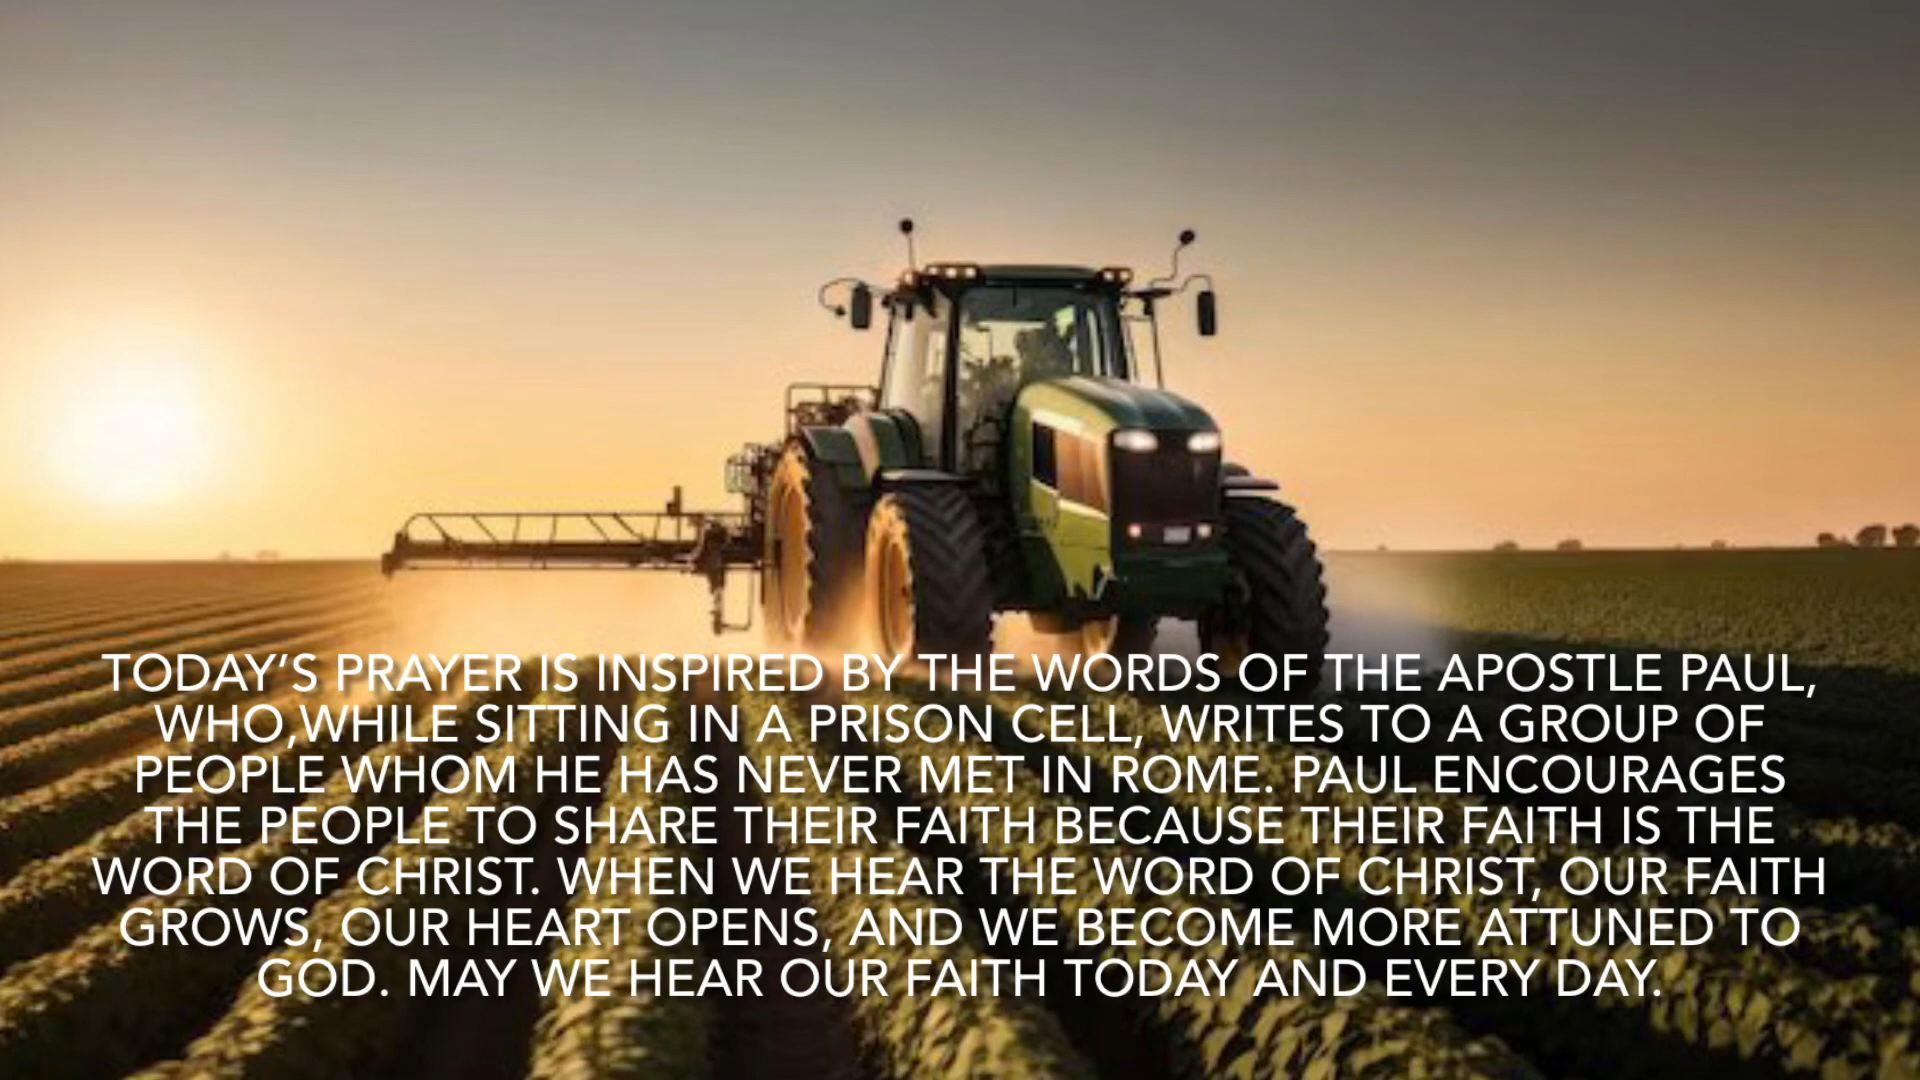 TODAY’S PRAYER IS INSPIRED BY THE WORDS OF THE APOSTLE PAUL,
WHO,WHILE SITTING IN A PRISON CELL, WRITES TO A GROUP OF
PEOPLE WHOM HE HAS NEVER MET IN ROME. PAUL ENCOURAGES
THE PEOPLE TO SHARE THEIR FAITH BECAUSE THEIR FAITH IS THE
WORD OF CHRIST. WHEN WE HEAR THE WORD OF CHRIST, OUR FAITH
GROWS, OUR HEART OPENS, AND WE BECOME MORE ATTUNED TO
GOD. MAY WE HEAR OUR FAITH TODAY AND EVERY DAY.